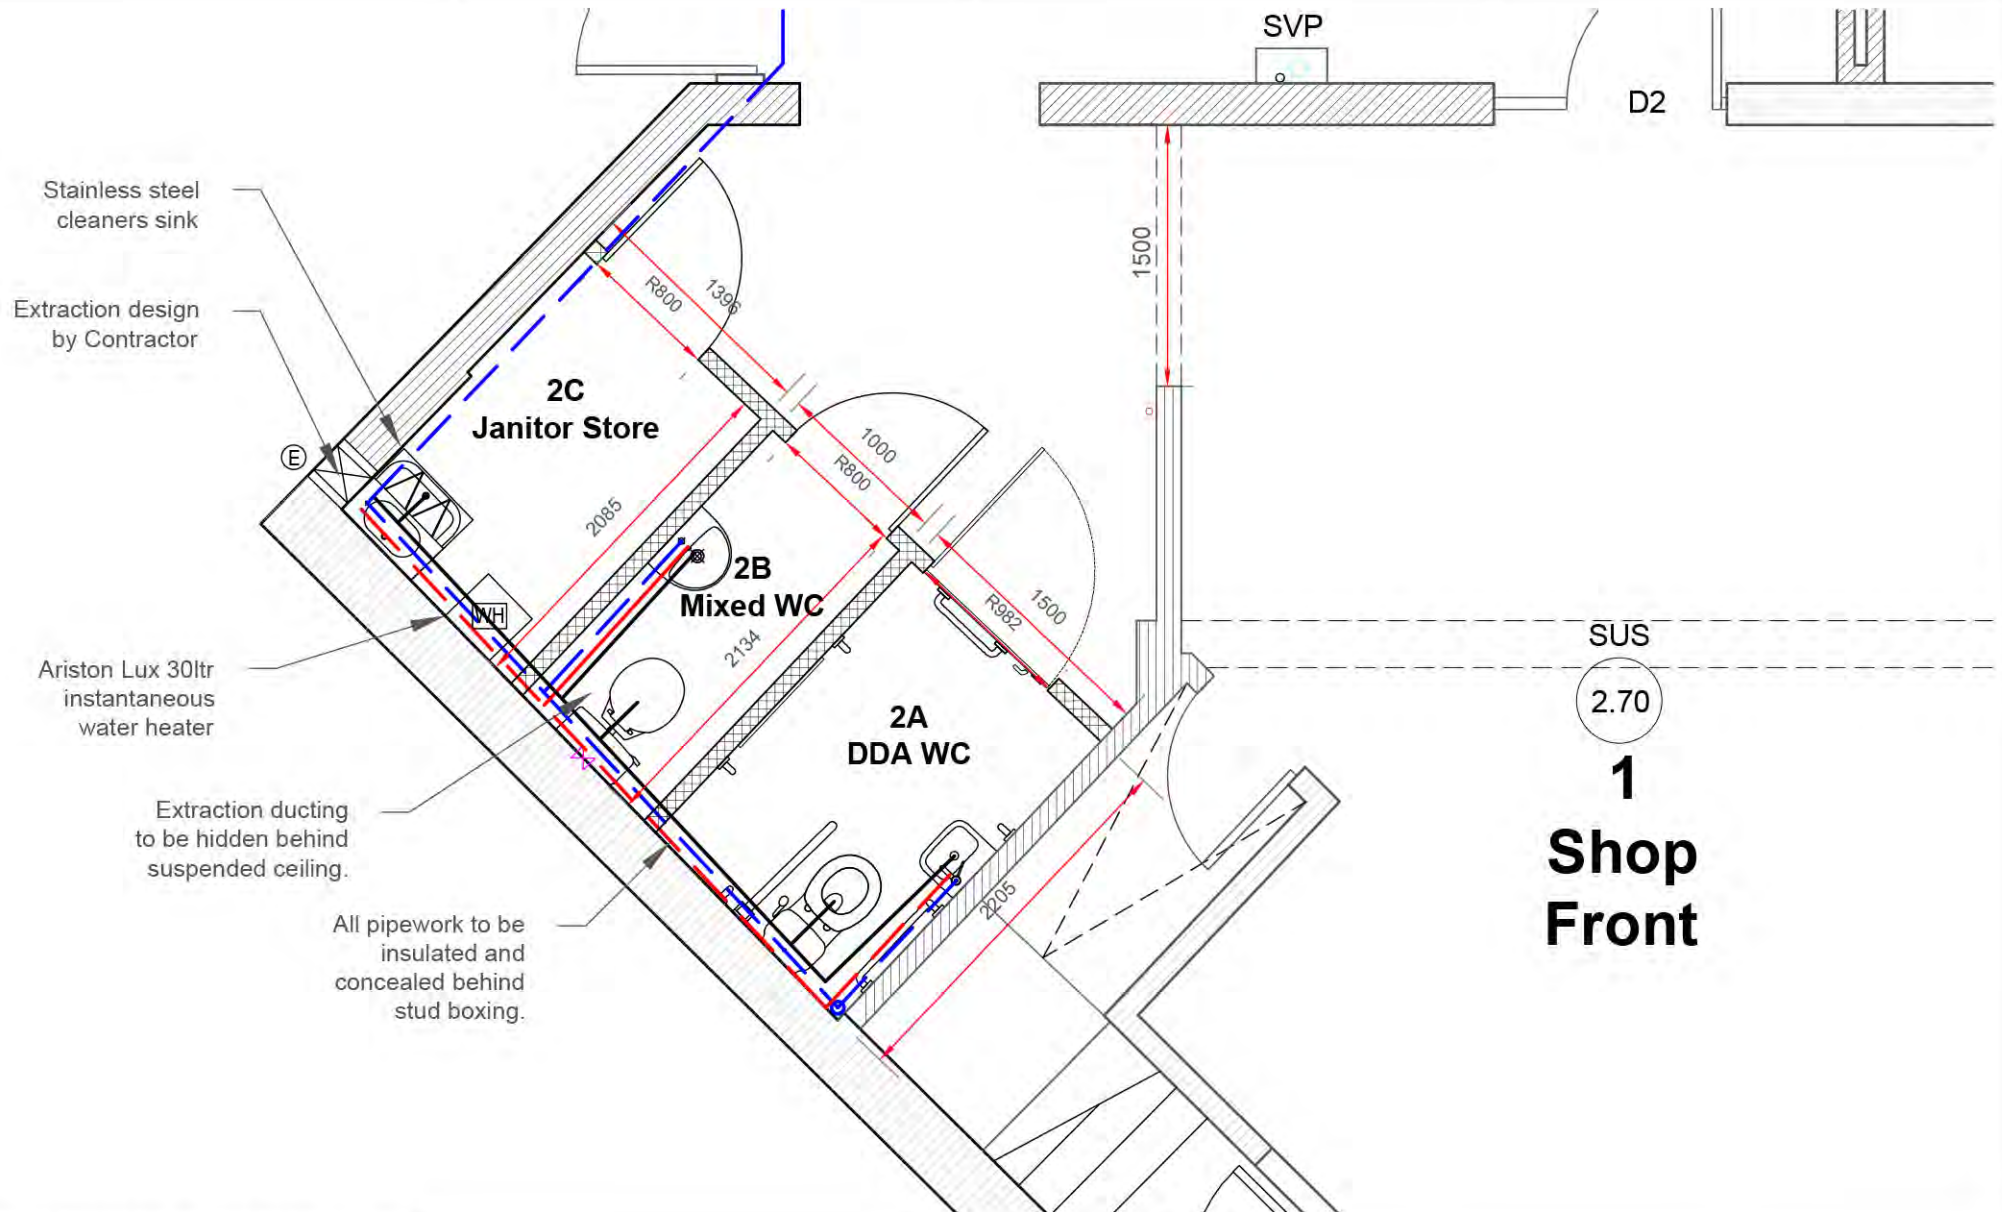 SVP
D2
Stainless steel
cleaners sink
Extraction design
by Contractor
E
1500
R800
1396
2C
Janitor Store
1000
R800
2085
2B
Mixed WC
WH
2134
R982
1500
SUS
2.70
Ariston Lux 30ltr
instantaneous
water heater
2A
DDA WC
1
Shop
Front
Extraction ducting
to be hidden behind
suspended ceiling.
2205
All pipework to be
insulated and
concealed behind
stud boxing.